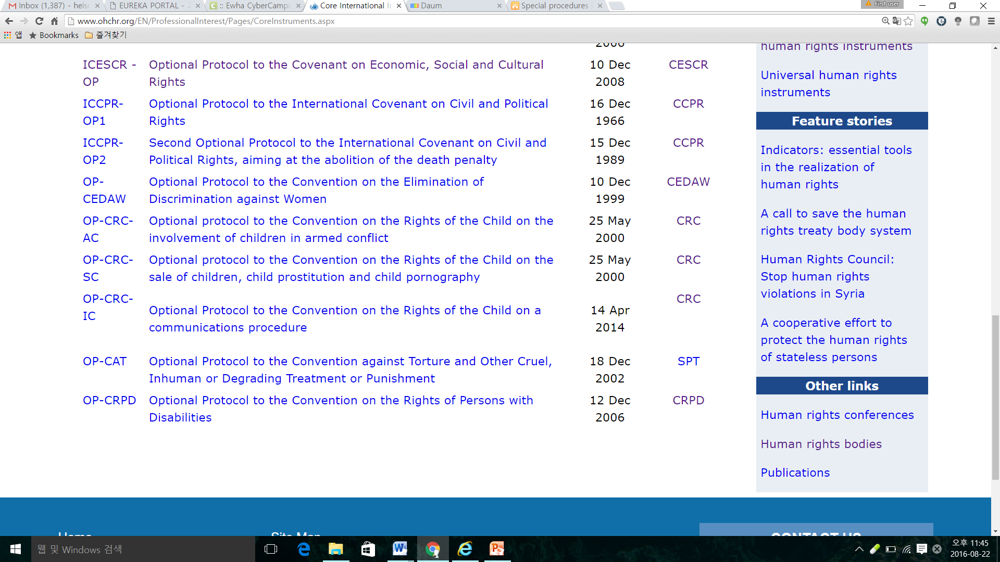 Inbox (1,387) - heis
EUREKA PORTAL -
:: Ewha CyberCampu
Core International In
Daum
Special procedures
First user
www.ohchr.org/EN/ProfessionalInterest/Pages/CoreInstruments.aspx
앱 Bookmarks 즐겨찾기
2006
ICESCR -
OP
Optional Protocol to the Covenant on Economic, Social and Cultural
Rights
10 Dec
2008
CESCR
ICCPR-
OP1
Optional Protocol to the International Covenant on Civil and Political
Rights
16 Dec
1966
CCPR
ICCPR-
OP2
Second Optional Protocol to the International Covenant on Civil and
Political Rights, aiming at the abolition of the death penalty
15 Dec
1989
CCPR
OP-
CEDAW
Optional Protocol to the Convention on the Elimination of
Discrimination against Women
10 Dec
1999
CEDAW
OP-CRC-
AC
Optional protocol to the Convention on the Rights of the Child on the
involvement of children in armed conflict
25 May
2000
CRC
OP-CRC-
SC
Optional protocol to the Convention on the Rights of the Child on the
sale of children, child prostitution and child pornography
25 May
2000
CRC
OP-CRC-
IC
Optional Protocol to the Convention on the Rights of the Child on a
communications procedure
14 Apr
2014
CRC
OP-CAT
Optional Protocol to the Convention against Torture and Other Cruel,
Inhuman or Degrading Treatment or Punishment
18 Dec
2002
SPT
OP-CRPD
Optional Protocol to the Convention on the Rights of Persons with
Disabilities
12 Dec
2006
CRPD
human rights instruments
Universal human rights
instruments
Feature stories
Indicators: essential tools
in the realization of
human rights
A call to save the human
rights treaty body system
Human Rights Council:
Stop human rights
violations in Syria
A cooperative effort to
protect the human rights
of stateless persons
Other links
Human rights conferences
Human rights bodies
Publications
Home
Site Map
CONTACT US
웹 및 Windows 검색
오후 11:45
2016-08-22